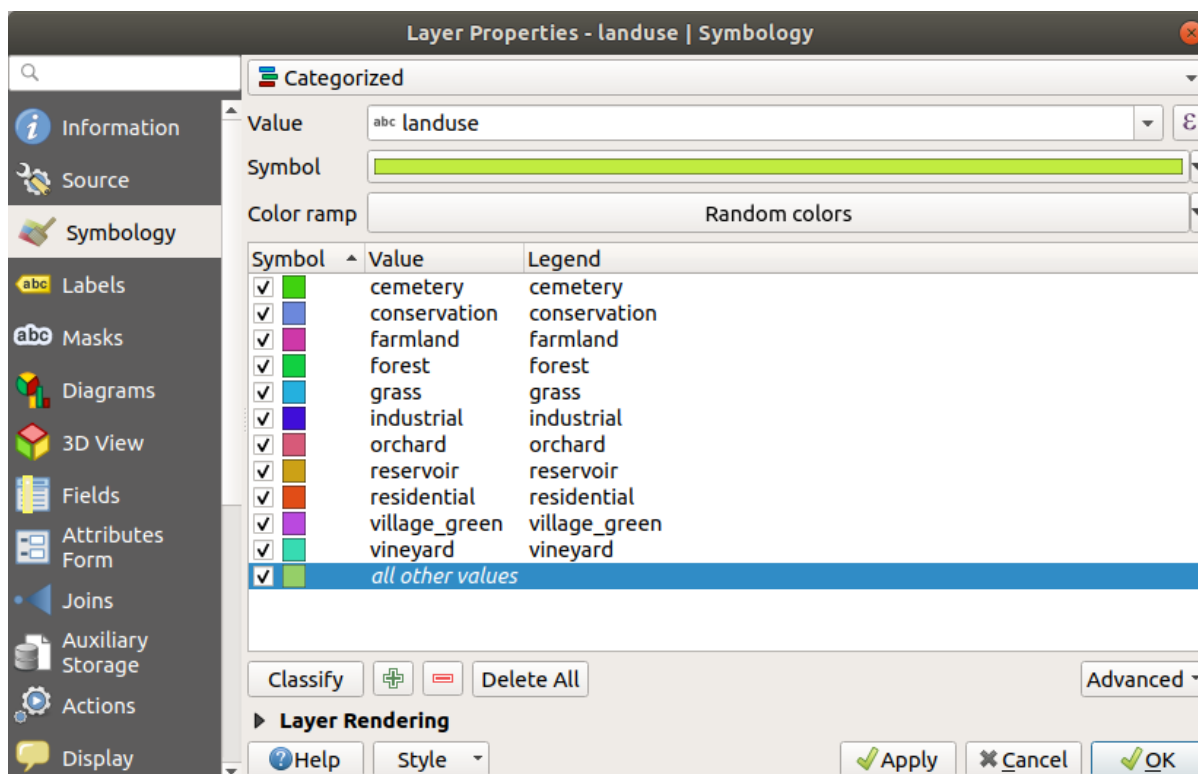 Layer Properties - landuse | Symbology
Information
Source
Symbology
abc Labels
abc Masks
Diagrams
3D View
Fields
Attributes
Form
Joins
Auxiliary
Storage
Actions
Display
Categorized
Value abc landuse ε
Symbol
Color ramp Random colors
Symbol Value Legend
cemetery cemetery
conservation conservation
farmland farmland
forest forest
grass grass
industrial industrial
orchard orchard
reservoir reservoir
residential residential
village_green village_green
vineyard vineyard
all other values
Classify Delete All Advanced
Layer Rendering
Help Style Apply Cancel OK